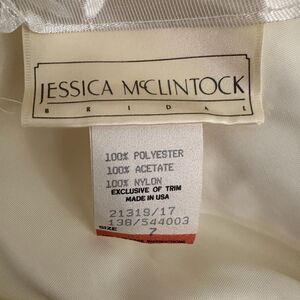 JESSICA McCLINTOCK
BRIDAL
100% POLYESTER
100% ACETATE
100% NYLON
EXCLUSIVE OF TRIM
MADE IN USA
21319/17
138/544003
SIZE 7